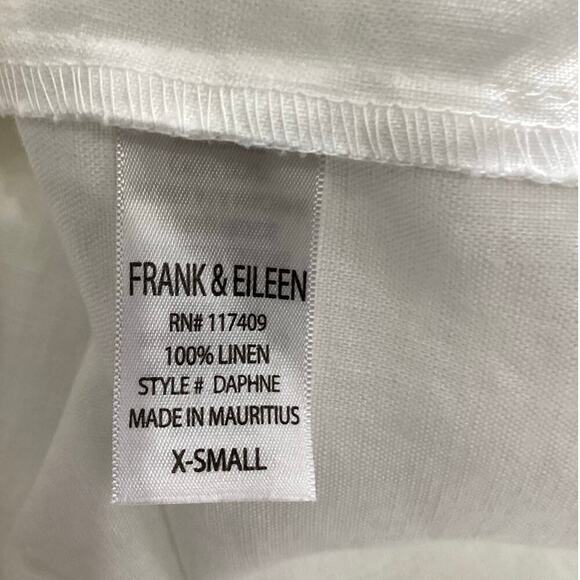 FRANK & EILEEN
RN# 117409
100% LINEN
STYLE # DAPHNE
MADE IN MAURITIUS
X-SMALL